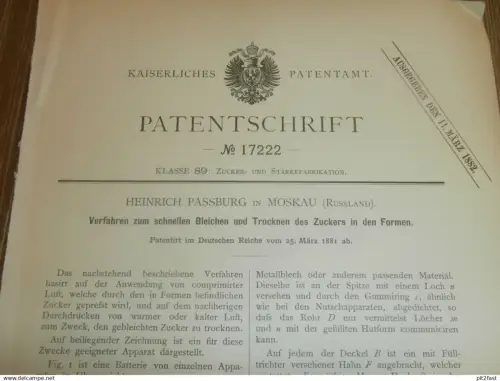 KAISERLICHES PATENTAMT.
AUSGEGEBEN DEN 11. MÄRZ 1882.
PATENTSCHRIFT
— № 17222 —
KLASSE 89: ZUCKER- UND STÄRKEFABRIKATION.
HEINRICH PASSBURG IN MOSKAU (RUSSLAND).
Verfahren zum schnellen Bleichen und Trocknen des Zuckers in den Formen.
Patentirt im Deutschen Reiche vom 25. März 1881 ab.
Das nachstehend beschriebene Verfahren
basirt auf der Anwendung von comprimirter
Luft, welche durch den in Formen befindlichen
Zucker gepreßt wird, und auf dem nachherigen
Durchdrücken von warmer oder kalter Luft,
zum Zweck, den gebleichten Zucker zu trocknen.
Auf beiliegender Zeichnung ist ein für diese
Zwecke geeigneter Apparat dargestellt.
Fig. 1 ist eine Batterie von einzelnen
Metallblech oder anderem passenden Material.
Dieselbe ist an der Spitze mit einem Loch
versehen und durch den Gummiring ähnlich
wie bei den Nutschapparaten, abgedichtet, so
daß das Rohr D vermittelst Löcher
mit der gefüllten Hutform communiciren
kann.
Auf jedem der Deckel B ist ein mit Füll-
trichter versehener Hahn F angebracht, welcher
pit2fast